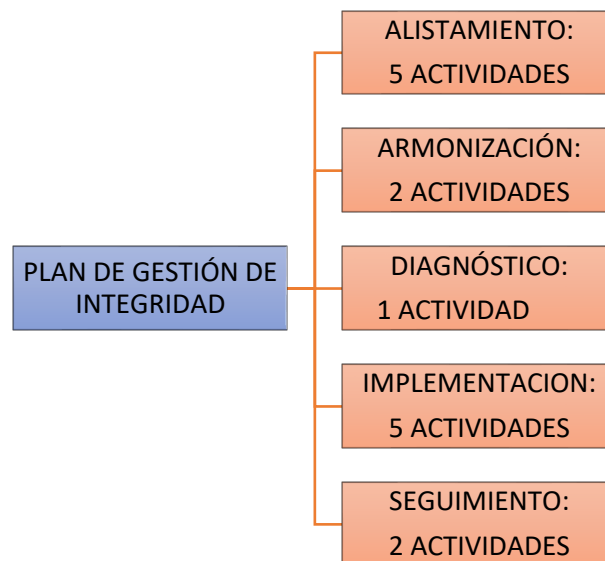 ALISTAMIENTO:
5 ACTIVIDADES
ARMONIZACIÓN:
2 ACTIVIDADES
PLAN DE GESTIÓN DE
INTEGRIDAD
DIAGNÓSTICO:
1 ACTIVIDAD
IMPLEMENTACION:
5 ACTIVIDADES
SEGUIMIENTO:
2 ACTIVIDADES